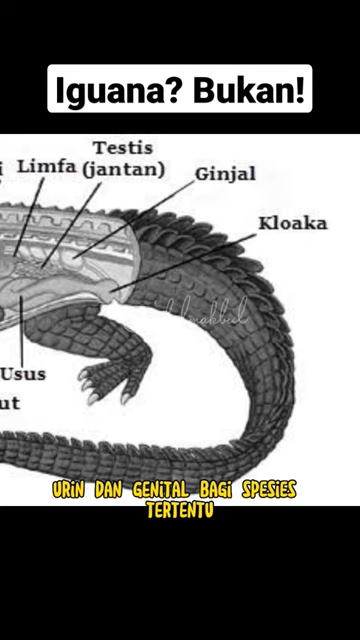 Iguana? Bukan!
Testis
Limfa (jantan)
Ginjal
Kloaka
Usus
ut
URIN DAN GENITAL BAGI SPESIES
TERTENTU